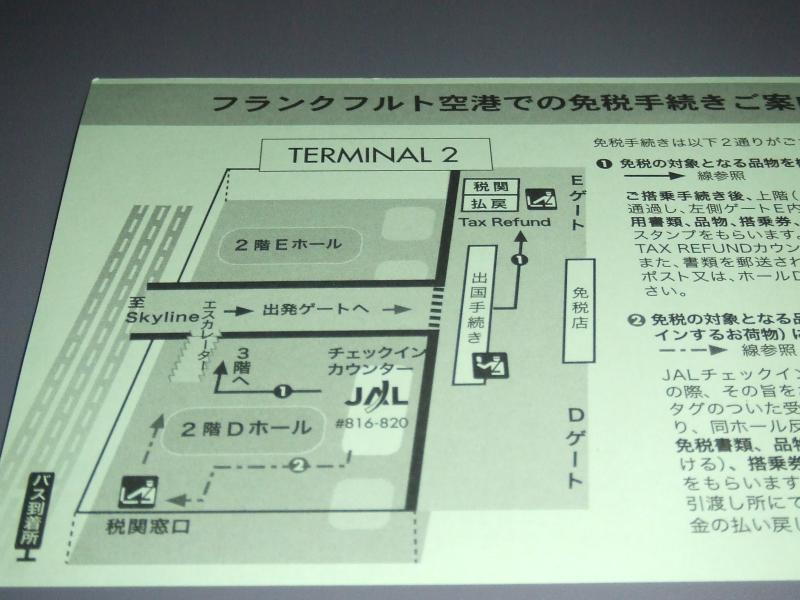 フランクフルト空港での免税手続きご案
TERMINAL 2
税関
払戻
Tax Refund
Eゲート
2階Eホール
至
Skyline
エスカレーター
出発ゲートへ
出国手続き
免税店
❶
3階へ
❶
チェックイン
カウンター
JAL
#816-820
2階Dホール
❷
Dゲート
バス到着所
税関窓口
免税手続きは以下2通りがご
❶ 免税の対象となる品物を
線参照
ご搭乗手続き後、上階(
通過し、左側ゲートE内
用書類、品物、搭乗券、
スタンプをもらいます。
TAX REFUNDカウン
また、書類を郵送され
ポスト又は、ホールD
さい。
❷ 免税の対象となる品
インするお荷物)に
線参照
JALチェックイン
の際、その旨を
タグのついた受
り、同ホール反
免税書類、品物
ける)、搭乗券
をもらいます
引渡し所にて
金の払い戻し